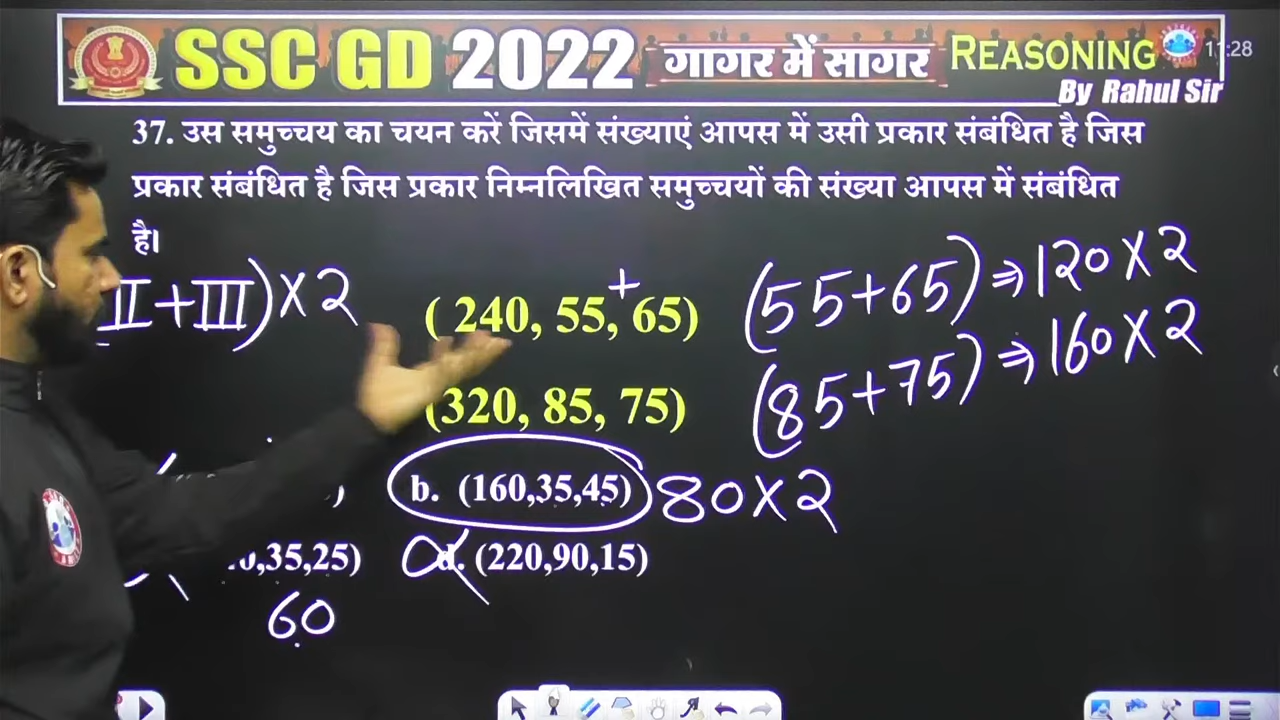 SSC GD 2022 गागर में सागर REASONING
By Rahul Sir
37. उस समुच्चय का चयन करें जिसमें संख्याएं आपस में उसी प्रकार संबंधित है जिस
प्रकार संबंधित है जिस प्रकार निम्नलिखित समुच्चयों की संख्या आपस में संबंधित
है।
II+III)×2 ( 240, 55, 65) + (55+65)⇒120×2
(320, 85, 75) (85+75)⇒160×2
b. (160,35,45) 80×2
,35,25) d. (220,90,15)
60